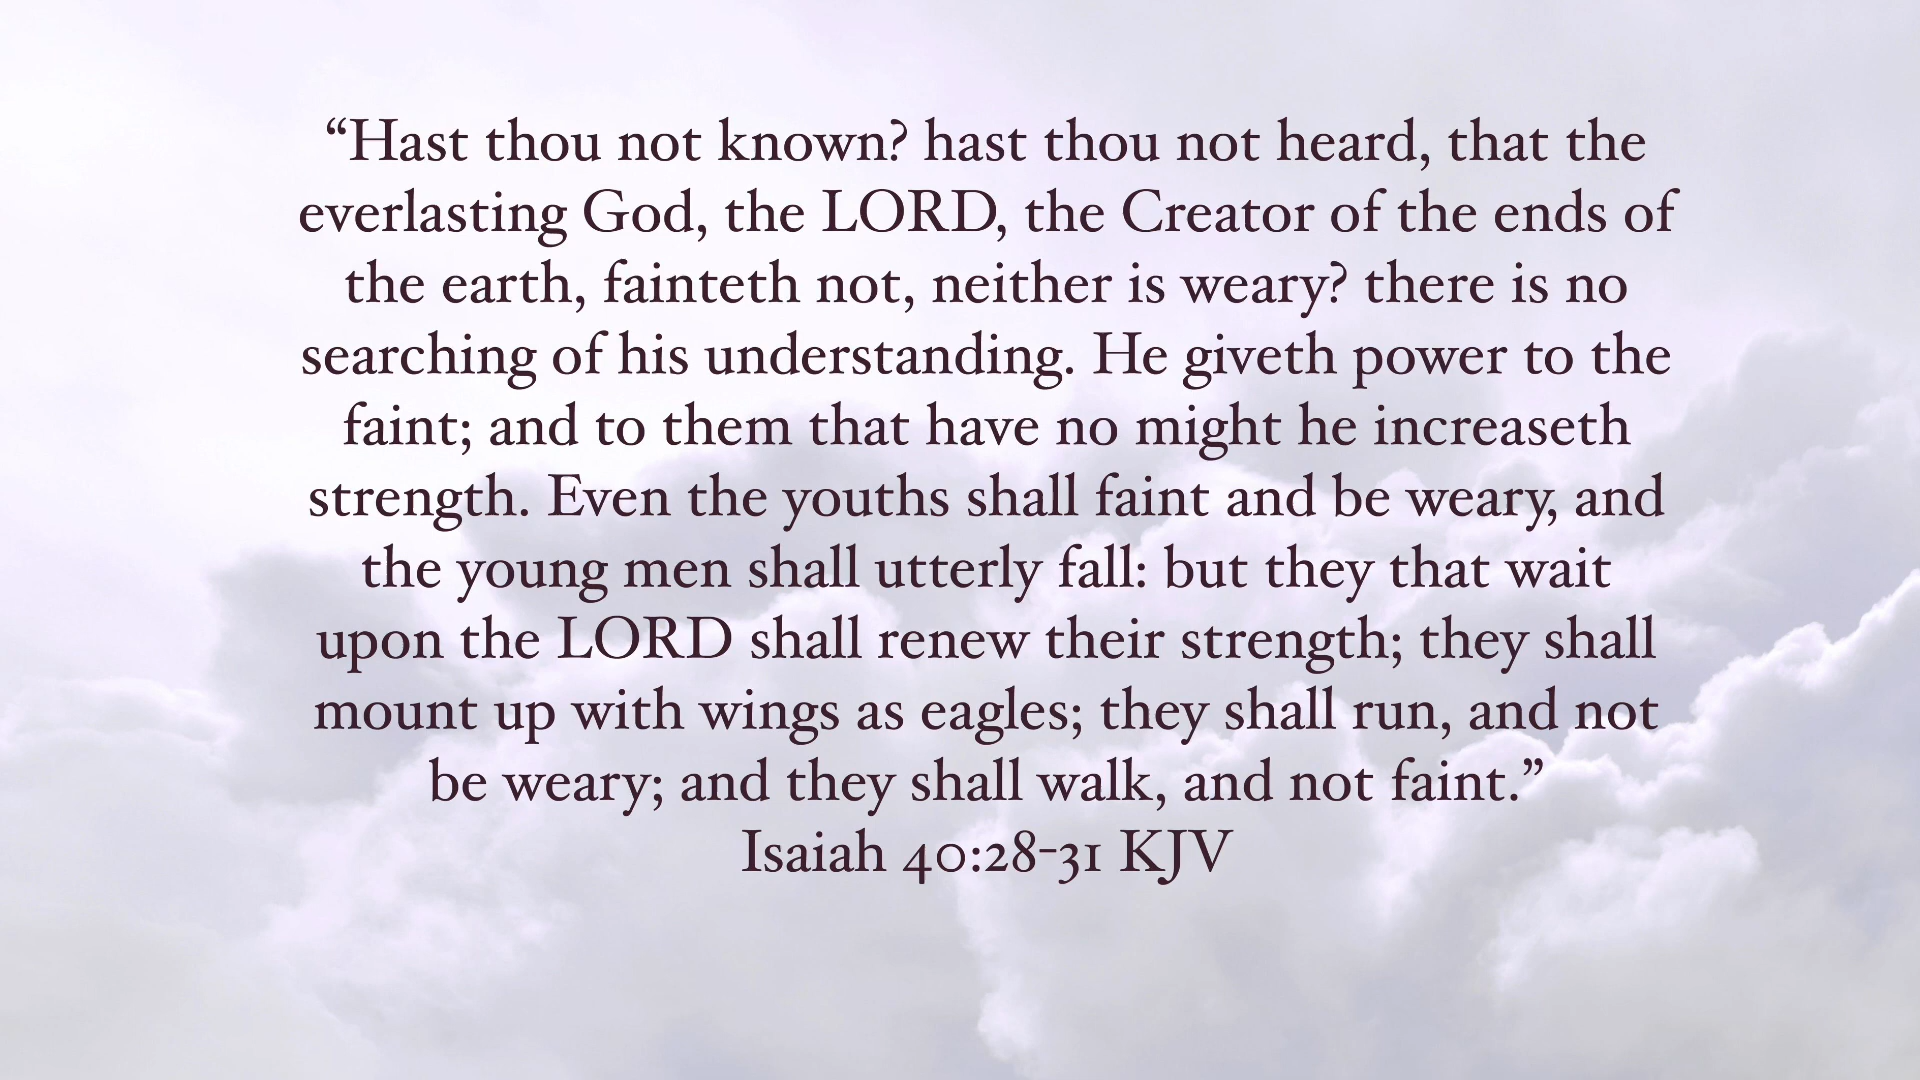 “Hast thou not known? hast thou not heard, that the
everlasting God, the LORD, the Creator of the ends of
the earth, fainteth not, neither is weary? there is no
searching of his understanding. He giveth power to the
faint; and to them that have no might he increaseth
strength. Even the youths shall faint and be weary, and
the young men shall utterly fall: but they that wait
upon the LORD shall renew their strength; they shall
mount up with wings as eagles; they shall run, and not
be weary; and they shall walk, and not faint.”
Isaiah 40:28-31 KJV